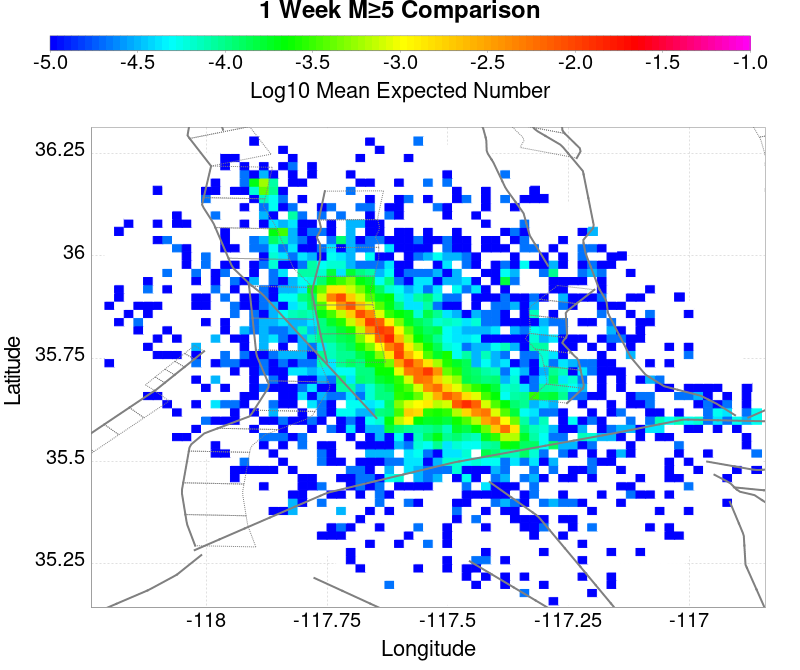 1 Week M≥5 Comparison
-5.0 -4.5 -4.0 -3.5 -3.0 -2.5 -2.0 -1.5 -1.0
Log10 Mean Expected Number
36.25
36
35.75
35.5
35.25
Latitude
-118 -117.75 -117.5 -117.25 -117
Longitude